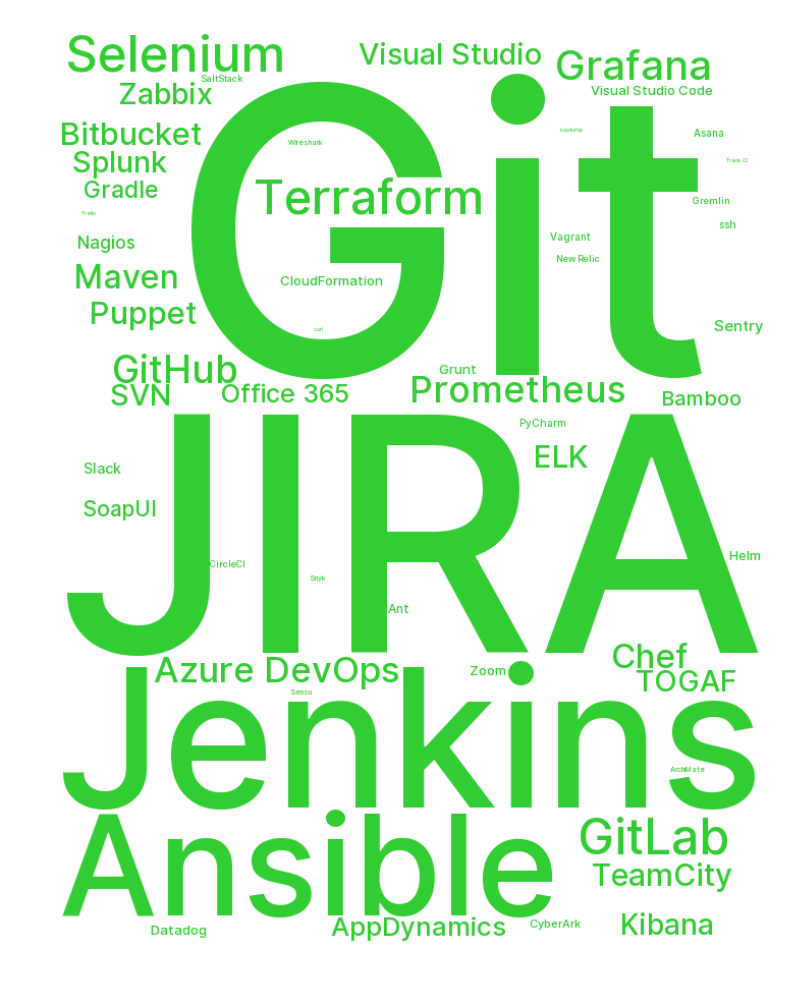 Selenium
Visual Studio
Grafana
SaltStack
Zabbix
Visual Studio Code
Git
Bitbucket
tcpdump
Asana
Wireshark
Splunk
Travis CI
Gradle
Terraform
Gremlin
Trello
ssh
Nagios
Vagrant
New Relic
Maven
CloudFormation
Puppet
curl
Sentry
GitHub
Grunt
SVN
Office 365
Prometheus
Bamboo
JIRA
PyCharm
ELK
Slack
SoapUI
CircleCI
Helm
Snyk
Ant
Azure DevOps
Zoom
Chef
TOGAF
Sensu
Jenkins
ArchiMate
Ansible
GitLab
TeamCity
Datadog
AppDynamics
CyberArk
Kibana